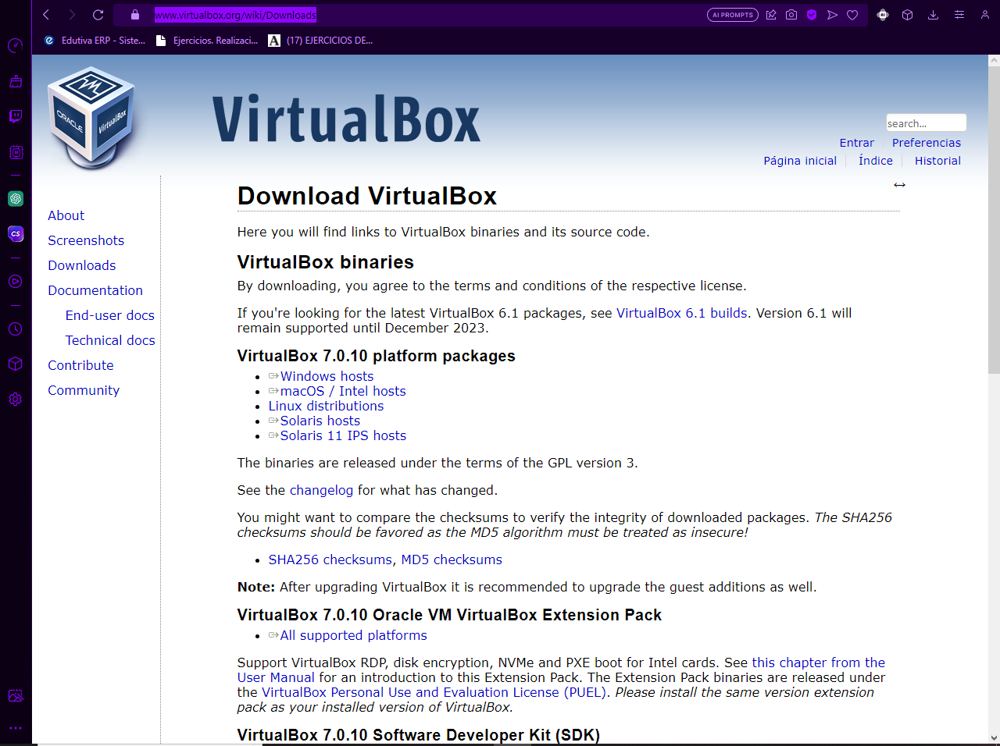 www.virtualbox.org/wiki/Downloads
AI PROMPTS
Edutiva ERP - Siste...
Ejercicios. Realizaci...
A
(17) EJERCICIOS DE...
ORACLE
VirtualBox
VirtualBox
search...
Entrar
Preferencias
Página inicial
Índice
Historial
CS
About
Screenshots
Downloads
Documentation
End-user docs
Technical docs
Contribute
Community
Download VirtualBox
Here you will find links to VirtualBox binaries and its source code.
VirtualBox binaries
By downloading, you agree to the terms and conditions of the respective license.
If you're looking for the latest VirtualBox 6.1 packages, see VirtualBox 6.1 builds. Version 6.1 will
remain supported until December 2023.
VirtualBox 7.0.10 platform packages
Windows hosts
macOS / Intel hosts
Linux distributions
Solaris hosts
Solaris 11 IPS hosts
The binaries are released under the terms of the GPL version 3.
See the changelog for what has changed.
You might want to compare the checksums to verify the integrity of downloaded packages. The SHA256
checksums should be favored as the MD5 algorithm must be treated as insecure!
SHA256 checksums, MD5 checksums
Note: After upgrading VirtualBox it is recommended to upgrade the guest additions as well.
VirtualBox 7.0.10 Oracle VM VirtualBox Extension Pack
All supported platforms
Support VirtualBox RDP, disk encryption, NVMe and PXE boot for Intel cards. See this chapter from the
User Manual for an introduction to this Extension Pack. The Extension Pack binaries are released under
the VirtualBox Personal Use and Evaluation License (PUEL). Please install the same version extension
pack as your installed version of VirtualBox.
VirtualBox 7.0.10 Software Developer Kit (SDK)